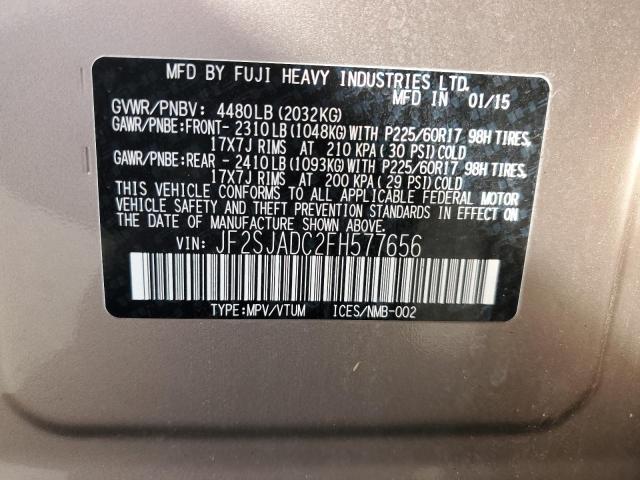 MFD BY FUJI HEAVY INDUSTRIES LTD.
MFD IN 01/15
GVWR/PNBV: 4480LB(2032KG)
GAWR/PNBE:FRONT- 2310LB(1048KG)WITH P225/60R17 98H TIRES,
17X7J RIMS AT 210 KPA(30 PSI)COLD
GAWR/PNBE:REAR - 2410LB(1093KG)WITH P225/60R17 98H TIRES,
17X7J RIMS AT 200 KPA(29 PSI)COLD
THIS VEHICLE CONFORMS TO ALL APPLICABLE FEDERAL MOTOR
VEHICLE SAFETY AND THEFT PREVENTION STANDARDS IN EFFECT ON
THE DATE OF MANUFACTURE SHOWN ABOVE.
VIN: JF2SJADC2FH577656
TYPE:MPV/VTUM ICES/NMB-002